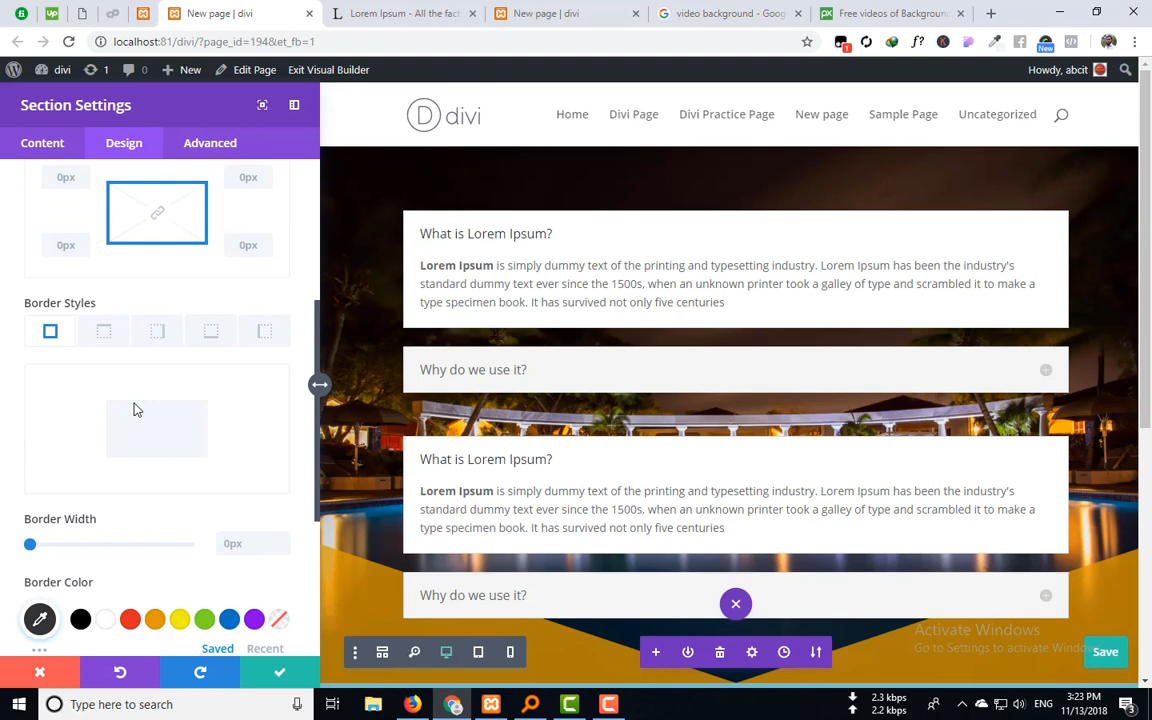 New page | divi
Lorem Ipsum - All the fac
New page | divi
video background - Goog
Free videos of Background
localhost:81/divi/?page_id=194&et_fb=1
divi
1
0
New
Edit Page
Exit Visual Builder
Howdy, abcit
Section Settings
Content
Design
Advanced
0px
0px
0px
0px
Border Styles
Border Width
0px
Border Color
Saved
Recent
D divi
Home
Divi Page
Divi Practice Page
New page
Sample Page
Uncategorized
What is Lorem Ipsum?
Lorem Ipsum is simply dummy text of the printing and typesetting industry. Lorem Ipsum has been the industry's
standard dummy text ever since the 1500s, when an unknown printer took a galley of type and scrambled it to make a
type specimen book. It has survived not only five centuries
Why do we use it?
What is Lorem Ipsum?
Lorem Ipsum is simply dummy text of the printing and typesetting industry. Lorem Ipsum has been the industry's
standard dummy text ever since the 1500s, when an unknown printer took a galley of type and scrambled it to make a
type specimen book. It has survived not only five centuries
Why do we use it?
Activate Windows
Go to Settings to activate Windows.
Save
Type here to search
2.3 kbps
2.2 kbps
ENG
3:23 PM
11/13/2018
3